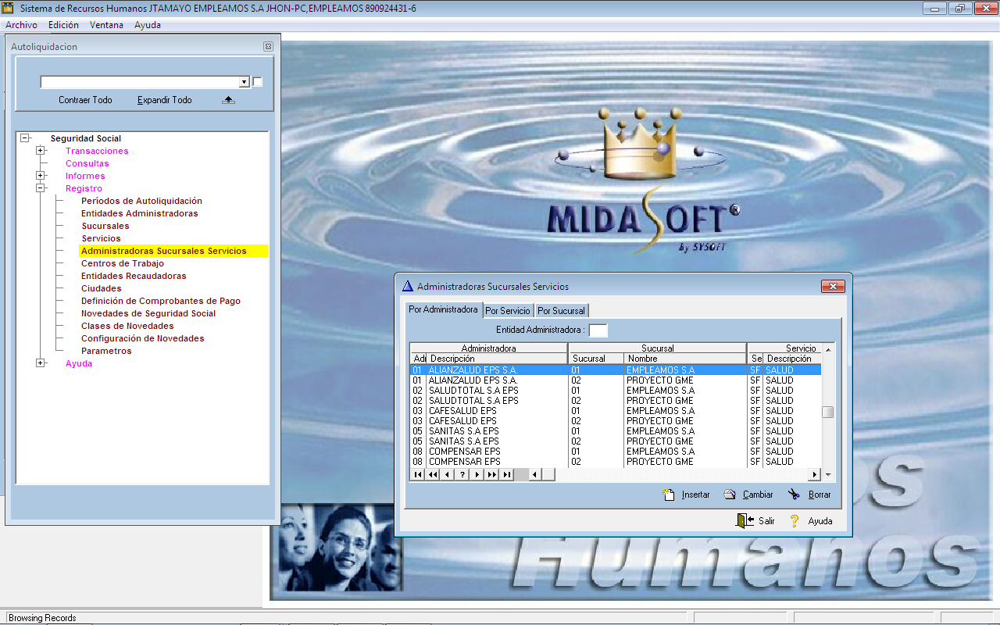 Sistema de Recursos Humanos JTAMAYO EMPLEAMOS S.A JHON-PC,EMPLEAMOS 890924431-6
Archivo Edición Ventana Ayuda
Autoliquidacion
Contraer Todo Expandir Todo
Seguridad Social
Transacciones
Consultas
Informes
Registro
Períodos de Autoliquidación
Entidades Administradoras
Sucursales
Servicios
Administradoras Sucursales Servicios
Centros de Trabajo
Entidades Recaudadoras
Ciudades
Definición de Comprobantes de Pago
Novedades de Seguridad Social
Clases de Novedades
Configuración de Novedades
Parametros
Ayuda
MIDASOFT®
by SYSOFT
Administradoras Sucursales Servicios
Por Administradora Por Servicio Por Sucursal
Entidad Administradora :
Administradora Sucursal Servicio
Adi Descripción Sucursal Nombre Se Descripción
01 ALIANZALUD EPS S.A. 01 EMPLEAMOS S.A SF SALUD
01 ALIANZALUD EPS S.A. 02 PROYECTO GME SF SALUD
02 SALUDTOTAL S.A EPS 01 EMPLEAMOS S.A SF SALUD
02 SALUDTOTAL S.A EPS 02 PROYECTO GME SF SALUD
03 CAFESALUD EPS 01 EMPLEAMOS S.A SF SALUD
03 CAFESALUD EPS 02 PROYECTO GME SF SALUD
05 SANITAS S.A EPS 01 EMPLEAMOS S.A SF SALUD
05 SANITAS S.A EPS 02 PROYECTO GME SF SALUD
08 COMPENSAR EPS 01 EMPLEAMOS S.A SF SALUD
08 COMPENSAR EPS 02 PROYECTO GME SF SALUD
?
Insertar Cambiar Borrar
Salir ? Ayuda
os
Humanos
Browsing Records